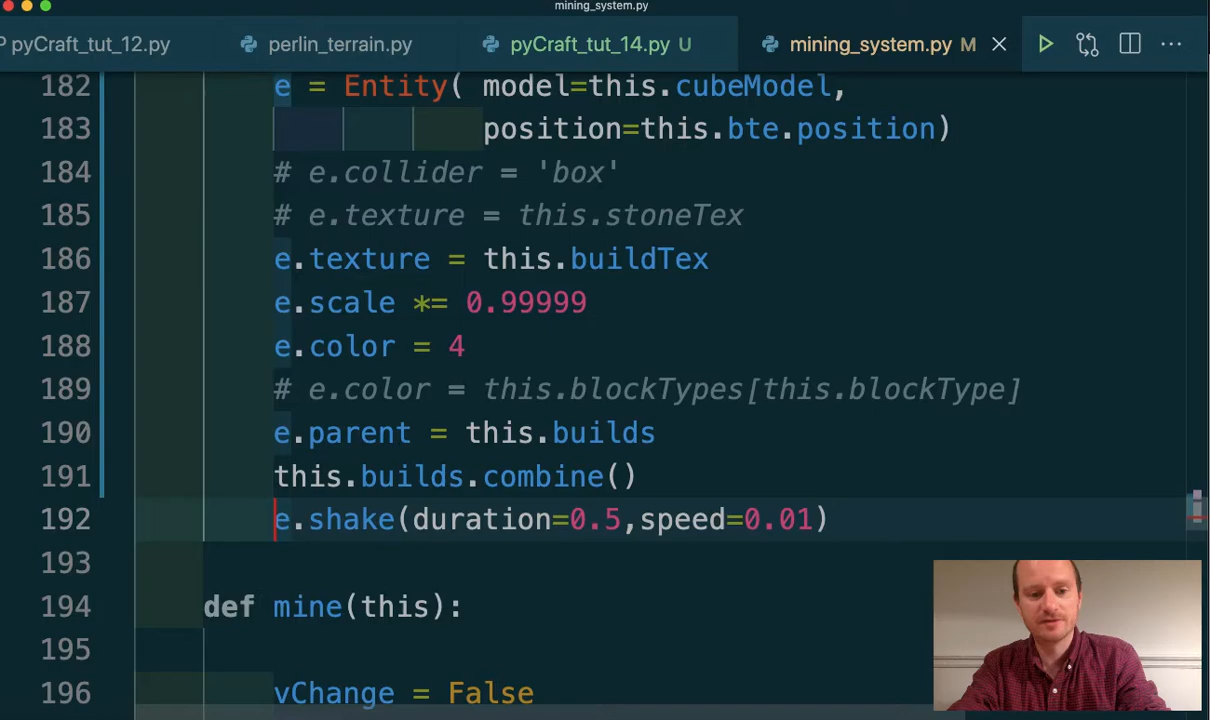 mining_system.py
pyCraft_tut_12.py perlin_terrain.py pyCraft_tut_14.py U mining_system.py M
182 e = Entity( model=this.cubeModel,
183 position=this.bte.position)
184 # e.collider = 'box'
185 # e.texture = this.stoneTex
186 e.texture = this.buildTex
187 e.scale *= 0.99999
188 e.color = 4
189 # e.color = this.blockTypes[this.blockType]
190 e.parent = this.builds
191 this.builds.combine()
192 e.shake(duration=0.5,speed=0.01)
193
194 def mine(this):
195
196 vChange = False